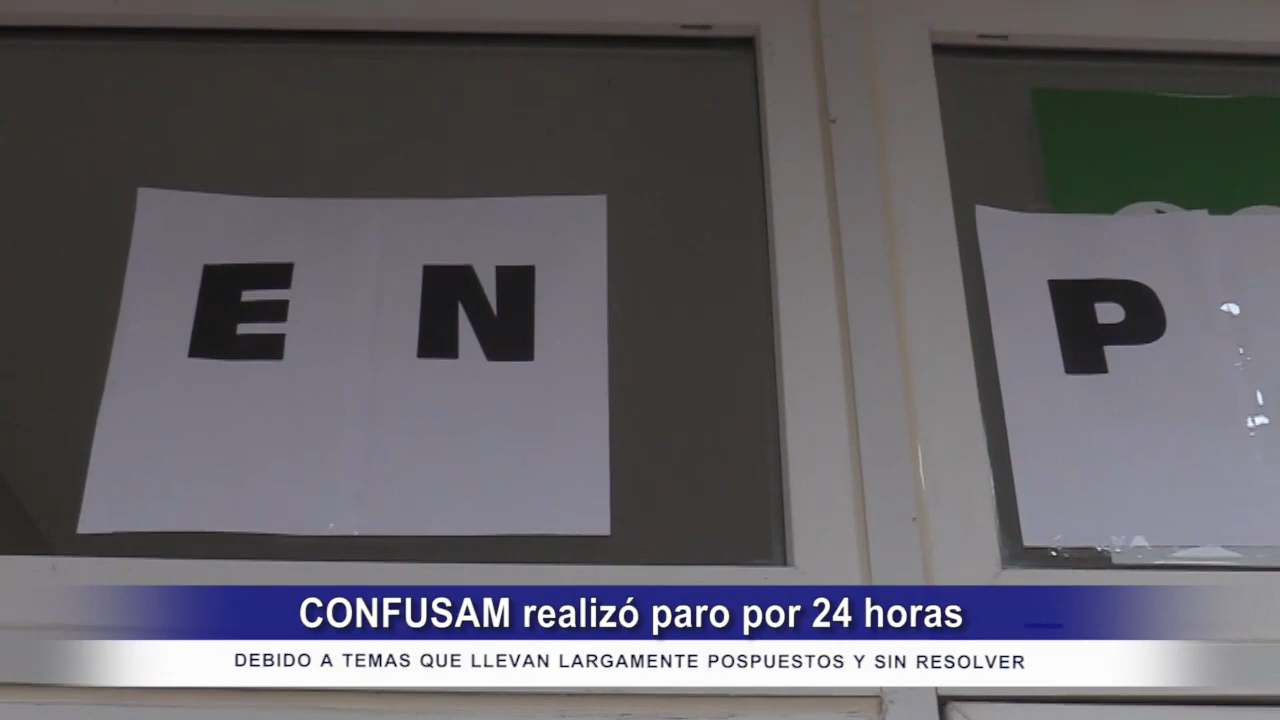 E N P
CONFUSAM realizó paro por 24 horas
DEBIDO A TEMAS QUE LLEVAN LARGAMENTE POSPUESTOS Y SIN RESOLVER